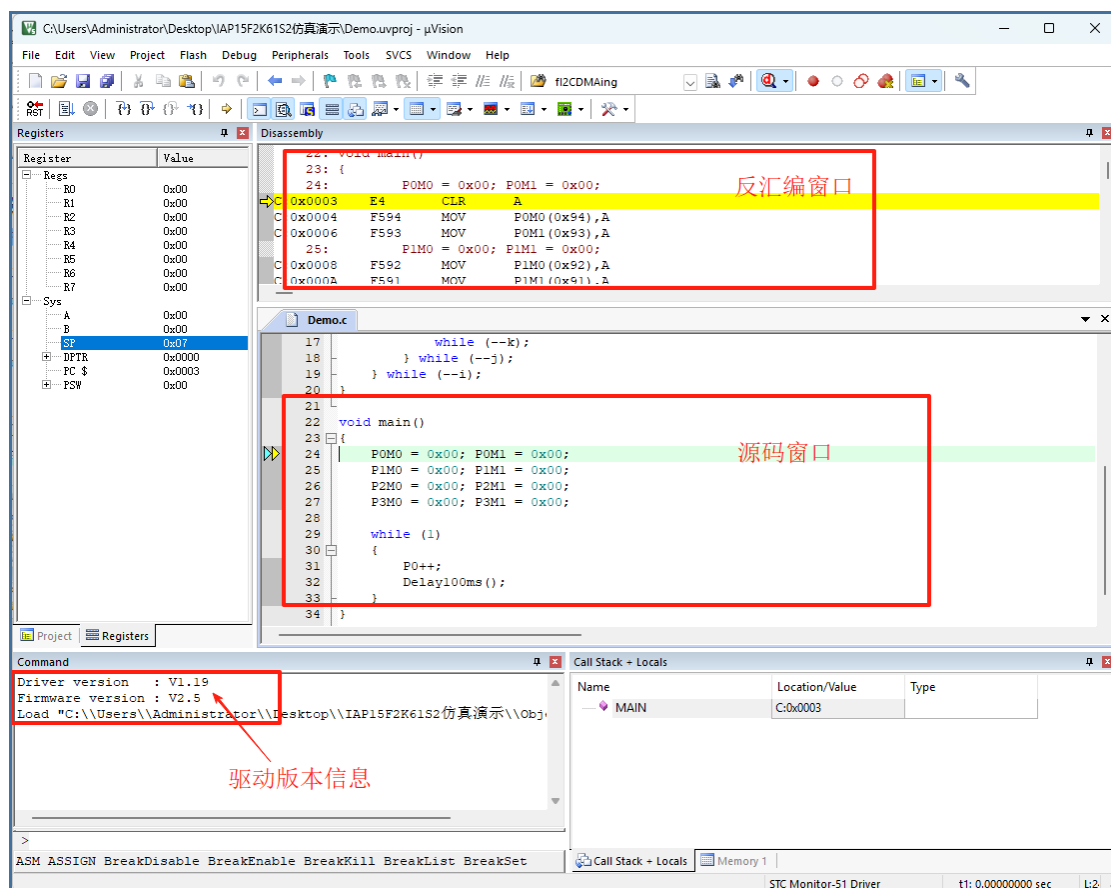 C:\Users\Administrator\Desktop\IAP15F2K61S2仿真演示\Demo.uvproj - µVision
File Edit View Project Flash Debug Peripherals Tools SVCS Window Help
fI2CDMAing
RST
Registers
Register Value
Regs
R0 0x00
R1 0x00
R2 0x00
R3 0x00
R4 0x00
R5 0x00
R6 0x00
R7 0x00
Sys
A 0x00
B 0x00
SP 0x07
DPTR 0x0000
PC $ 0x0003
PSW 0x00
Project Registers
Disassembly
22: void main()
23: {
24: P0M0 = 0x00; P0M1 = 0x00;
C 0x0003 E4 CLR A
C 0x0004 F594 MOV P0M0(0x94),A
C 0x0006 F593 MOV P0M1(0x93),A
25: P1M0 = 0x00; P1M1 = 0x00;
C 0x0008 F592 MOV P1M0(0x92),A
C 0x000A F591 MOV P1M1(0x91),A
反汇编窗口
Demo.c
17 while (--k);
18 } while (--j);
19 } while (--i);
20 }
21
22 void main()
23 {
24 P0M0 = 0x00; P0M1 = 0x00;
25 P1M0 = 0x00; P1M1 = 0x00;
26 P2M0 = 0x00; P2M1 = 0x00;
27 P3M0 = 0x00; P3M1 = 0x00;
28
29 while (1)
30 {
31 P0++;
32 Delay100ms();
33 }
34 }
源码窗口
Command
Driver version : V1.19
Firmware version : V2.5
Load "C:\\Users\\Administrator\\Desktop\\IAP15F2K61S2仿真演示\\Obj
驱动版本信息
>
ASM ASSIGN BreakDisable BreakEnable BreakKill BreakList BreakSet
Call Stack + Locals
Name Location/Value Type
MAIN C:0x0003
Call Stack + Locals Memory 1
STC Monitor-51 Driver t1: 0.00000000 sec L:2